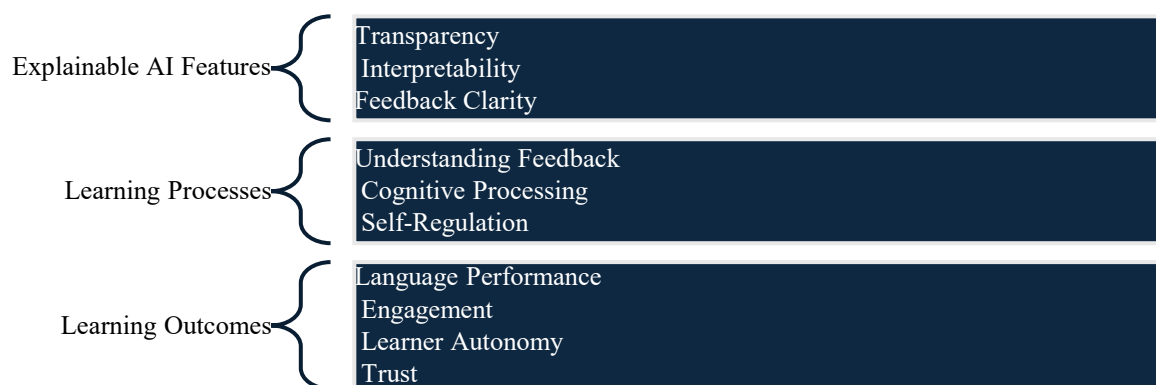 Explainable AI Features
Transparency
Interpretability
Feedback Clarity
Learning Processes
Understanding Feedback
Cognitive Processing
Self-Regulation
Learning Outcomes
Language Performance
Engagement
Learner Autonomy
Trust